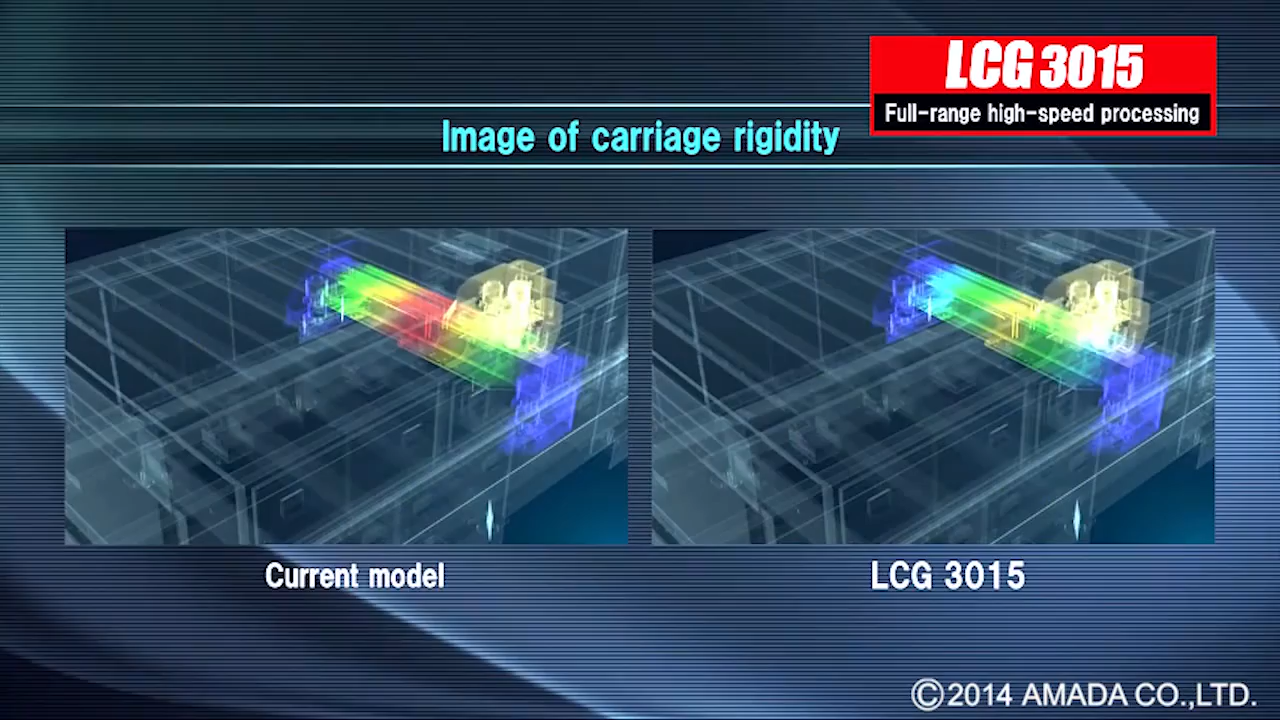 LCG 3015
Full-range high-speed processing
Image of carriage rigidity
Current model
LCG 3015
©2014 AMADA CO.,LTD.